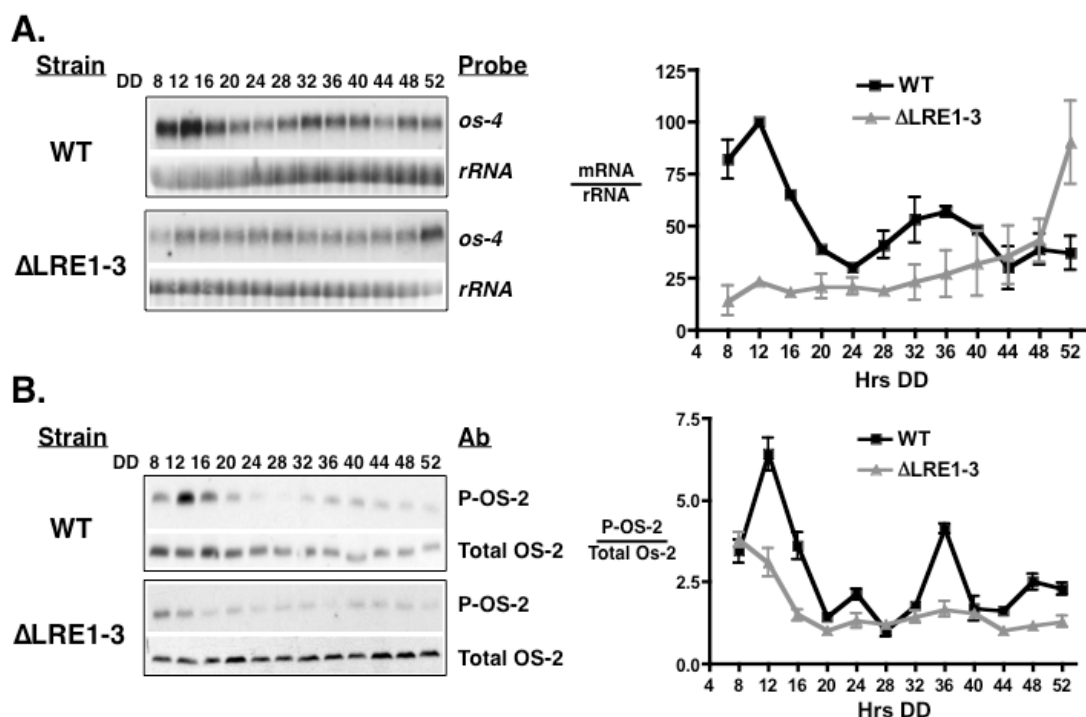 A.
Strain DD 8 12 16 20 24 28 32 36 40 44 48 52 Probe
WT
os-4
rRNA
ΔLRE1-3
os-4
rRNA
WT
ΔLRE1-3
mRNA
rRNA
100
75
50
25
0
4 8 12 16 20 24 28 32 36 40 44 48 52
Hrs DD
B.
Strain DD 8 12 16 20 24 28 32 36 40 44 48 52 Ab
WT
P-OS-2
Total OS-2
ΔLRE1-3
P-OS-2
Total OS-2
WT
ΔLRE1-3
P-OS-2
Total Os-2
7.5
5.0
2.5
0.0
4 8 12 16 20 24 28 32 36 40 44 48 52
Hrs DD
125